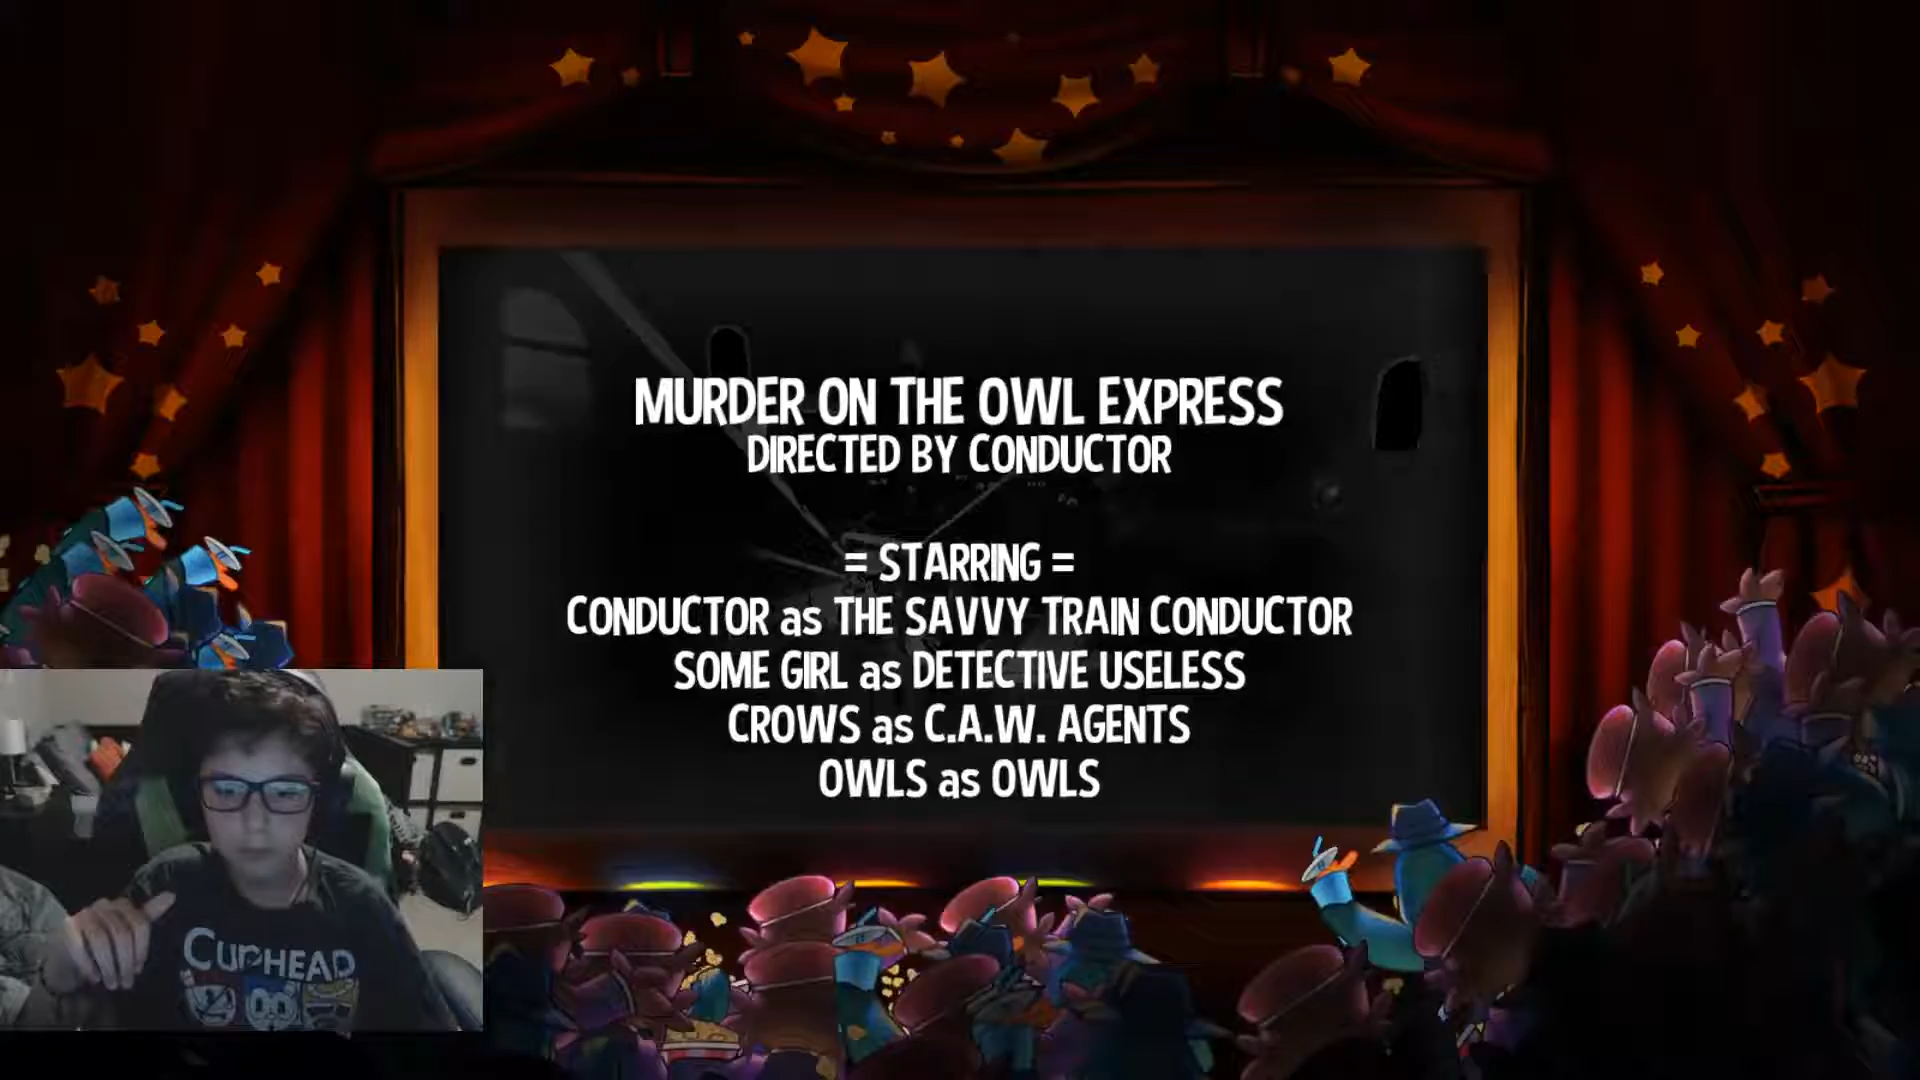 MURDER ON THE OWL EXPRESS
DIRECTED BY CONDUCTOR
= STARRING =
CONDUCTOR as THE SAVVY TRAIN CONDUCTOR
SOME GIRL as DETECTIVE USELESS
CROWS as C.A.W. AGENTS
OWLS as OWLS
CUPHEAD